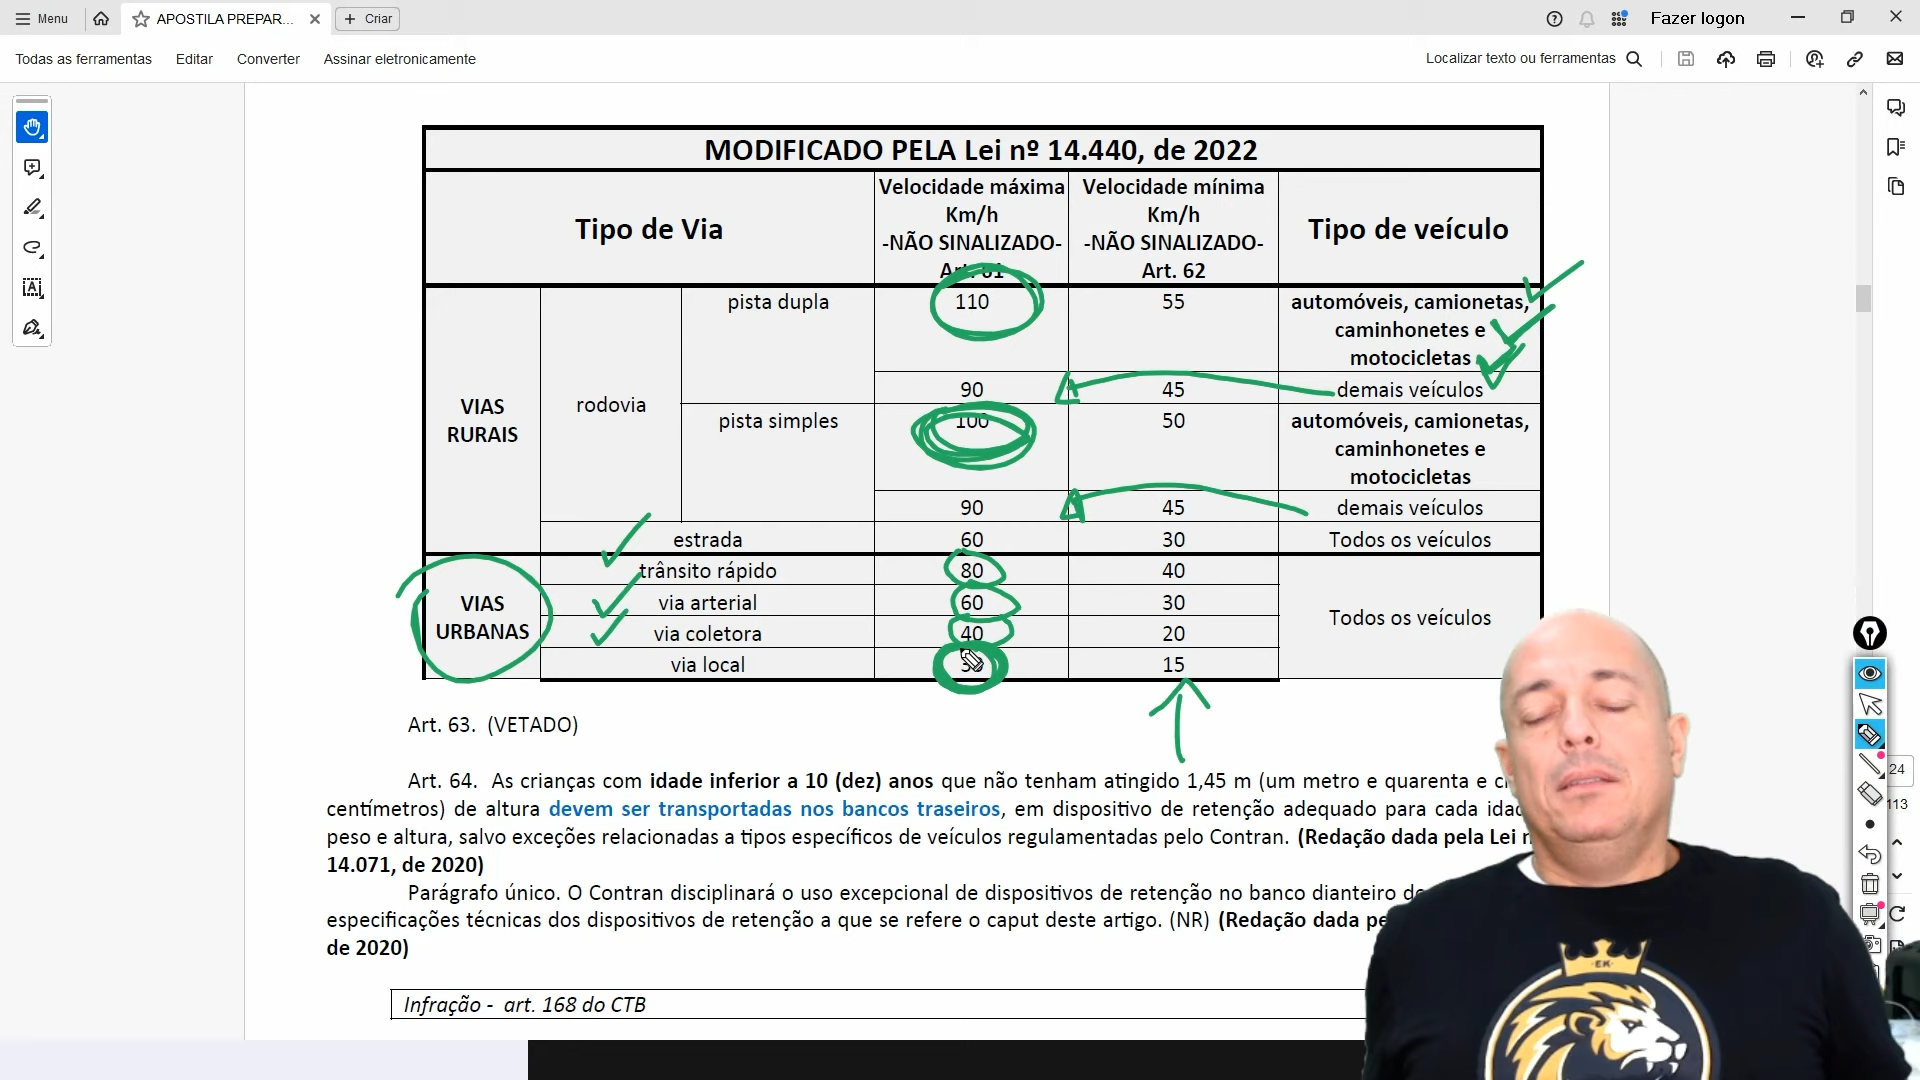 Menu
APOSTILA PREPAR...
Criar
Fazer logon
Todas as ferramentas
Editar
Converter
Assinar eletronicamente
Localizar texto ou ferramentas
MODIFICADO PELA Lei nº 14.440, de 2022
Tipo de Via
Velocidade máxima
Km/h
-NÃO SINALIZADO-
Art. 61
Velocidade mínima
Km/h
-NÃO SINALIZADO-
Art. 62
Tipo de veículo
VIAS
RURAIS
rodovia
pista dupla
110
55
automóveis, camionetas,
caminhonetes e
motocicletas
90
45
demais veículos
pista simples
100
50
automóveis, camionetas,
caminhonetes e
motocicletas
90
45
demais veículos
estrada
60
30
Todos os veículos
VIAS
URBANAS
trânsito rápido
80
40
via arterial
60
30
via coletora
40
20
via local
15
Todos os veículos
Art. 63. (VETADO)
Art. 64. As crianças com idade inferior a 10 (dez) anos que não tenham atingido 1,45 m (um metro e quarenta e
centímetros) de altura devem ser transportadas nos bancos traseiros, em dispositivo de retenção adequado para cada
peso e altura, salvo exceções relacionadas a tipos específicos de veículos regulamentadas pelo Contran. (Redação dada pela Lei
14.071, de 2020)
Parágrafo único. O Contran disciplinará o uso excepcional de dispositivos de retenção no banco dianteiro
especificações técnicas dos dispositivos de retenção a que se refere o caput deste artigo. (NR) (Redação dada
de 2020)
Infração - art. 168 do CTB
24
113
EK